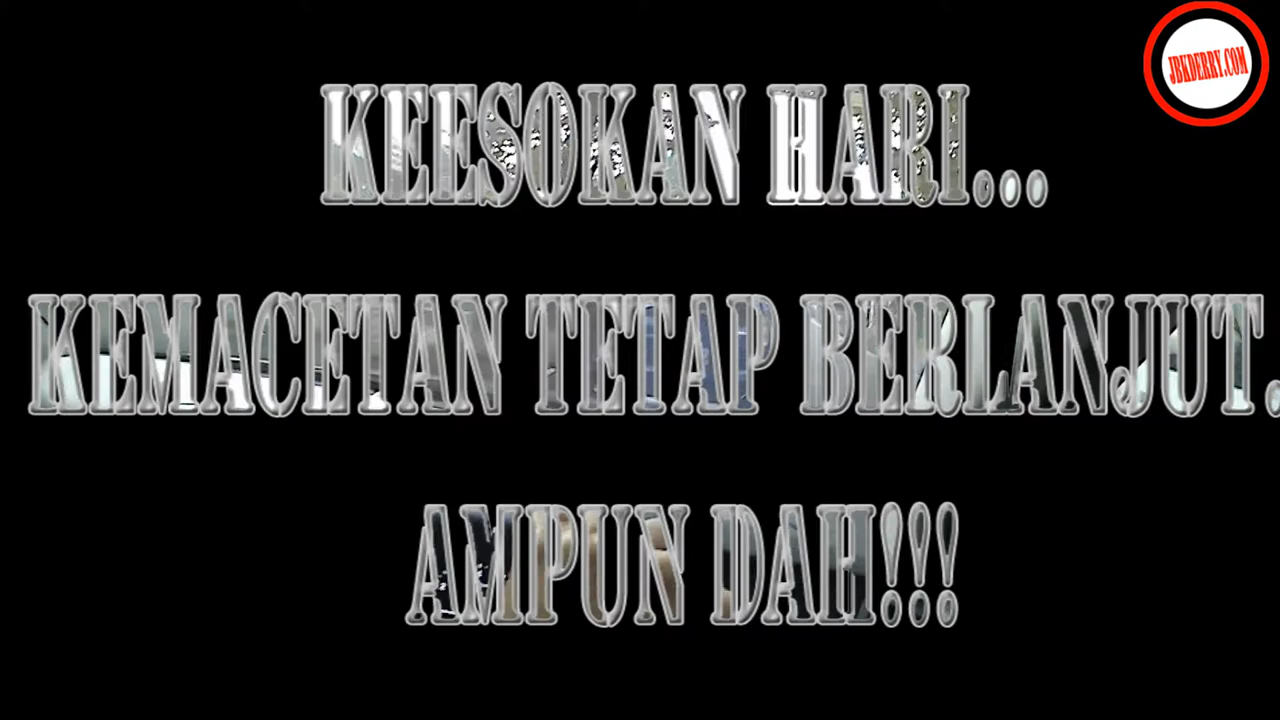 JBKDERRY.COM
KEESOKAN HARI...
KEMACETAN TETAP BERLANJUT.
AMPUN DAH!!!